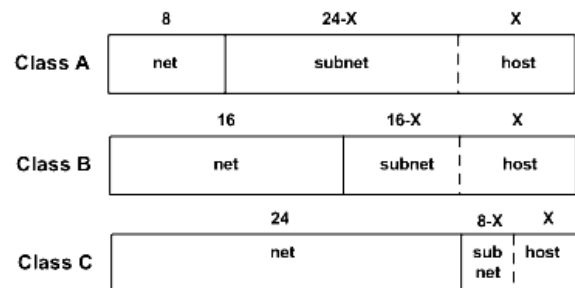 8 24-X X
Class A net subnet host
16 16-X X
Class B net subnet host
24 8-X X
net sub host
Class C net